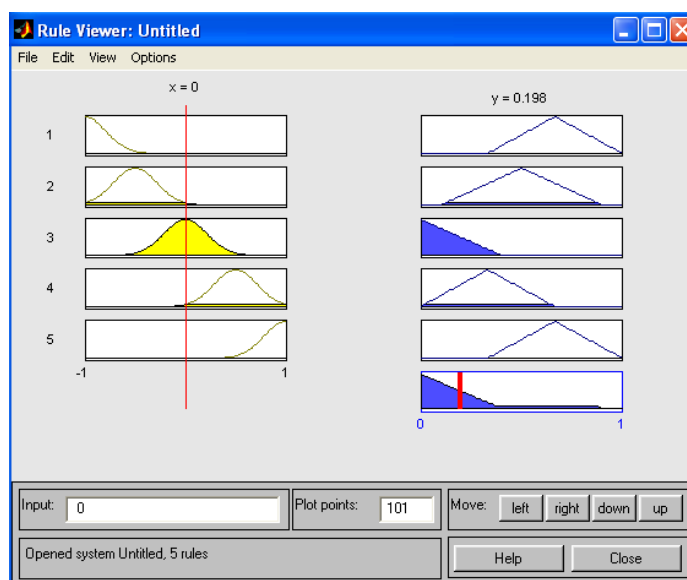 Rule Viewer: Untitled
File Edit View Options
x = 0
y = 0.198
1
2
3
4
5
-1 1
0 1
Input: 0
Plot points: 101
Move: left right down up
Opened system Untitled, 5 rules
Help Close